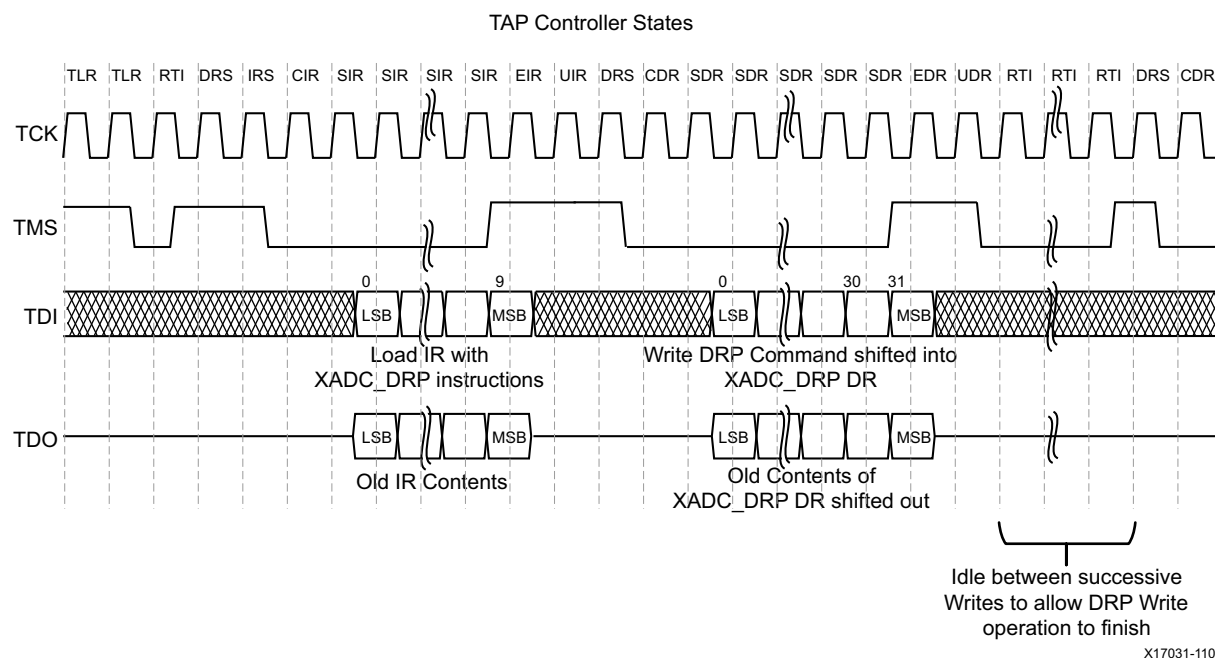 TAP Controller States
TLR TLR RTI DRS IRS CIR SIR SIR SIR SIR EIR UIR DRS CDR SDR SDR SDR SDR SDR EDR UDR RTI RTI RTI DRS CDR
TCK
TMS
0 9 0 30 31
TDI LSB MSB LSB MSB
Load IR with
XADC_DRP instructions
Write DRP Command shifted into
XADC_DRP DR
TDO LSB MSB LSB MSB
Old IR Contents
Old Contents of
XADC_DRP DR shifted out
Idle between successive
Writes to allow DRP Write
operation to finish
X17031-110